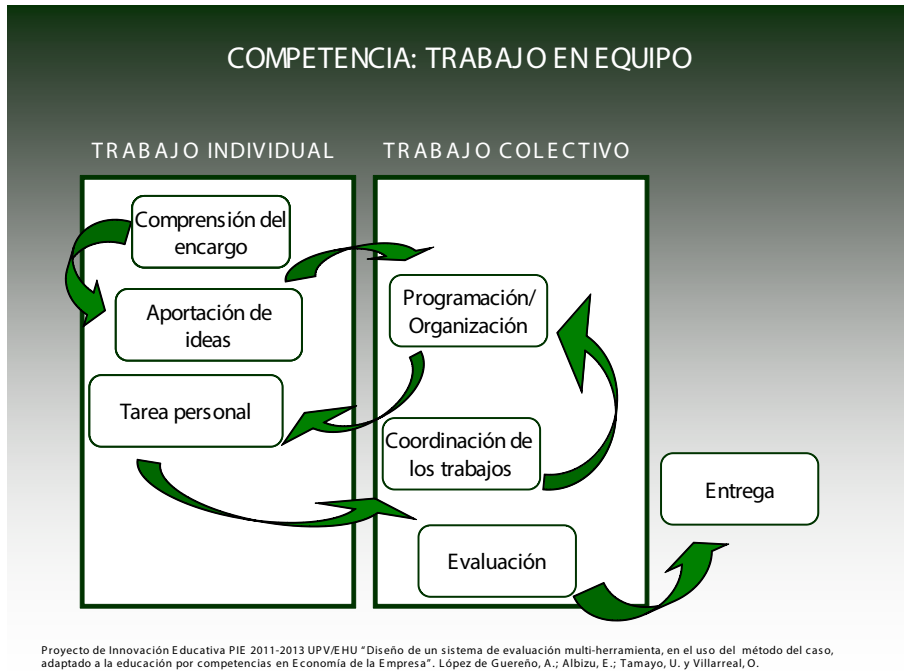 COMPETENCIA: TRABAJO EN EQUIPO
TRABAJO INDIVIDUAL
TRABAJO COLECTIVO
Comprensión del
encargo
Aportación de
ideas
Tarea personal
Programación/
Organización
Coordinación de
los trabajos
Evaluación
Entrega
Proyecto de Innovación Educativa PIE 2011-2013 UPV/EHU "Diseño de un sistema de evaluación multi-herramienta, en el uso del método del caso,
adaptado a la educación por competencias en Economía de la Empresa". López de Guereño, A.; Albizu, E.; Tamayo, U. y Villarreal, O.